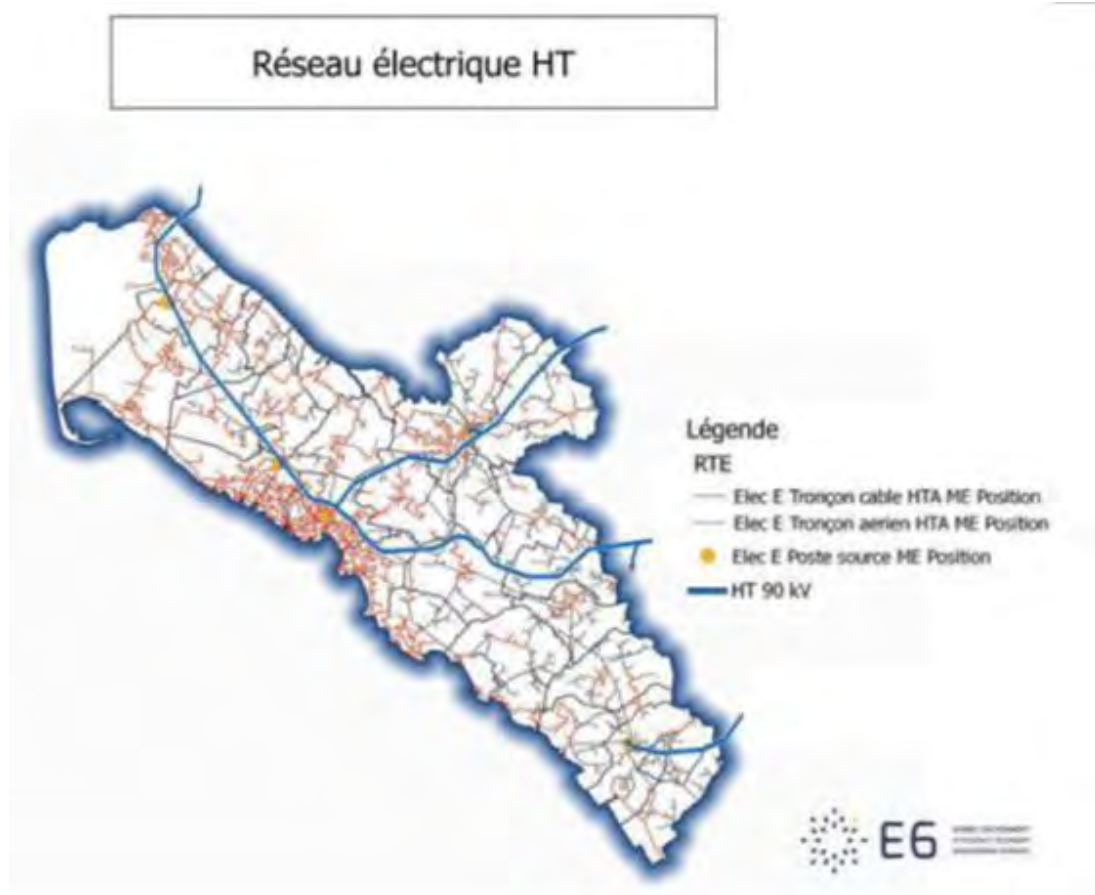 Réseau électrique HT
Légende
RTE
Elec E Tronçon cable HTA ME Position
Elec E Tronçon aerien HTA ME Position
Elec E Poste source ME Position
HT 90 kV
E6